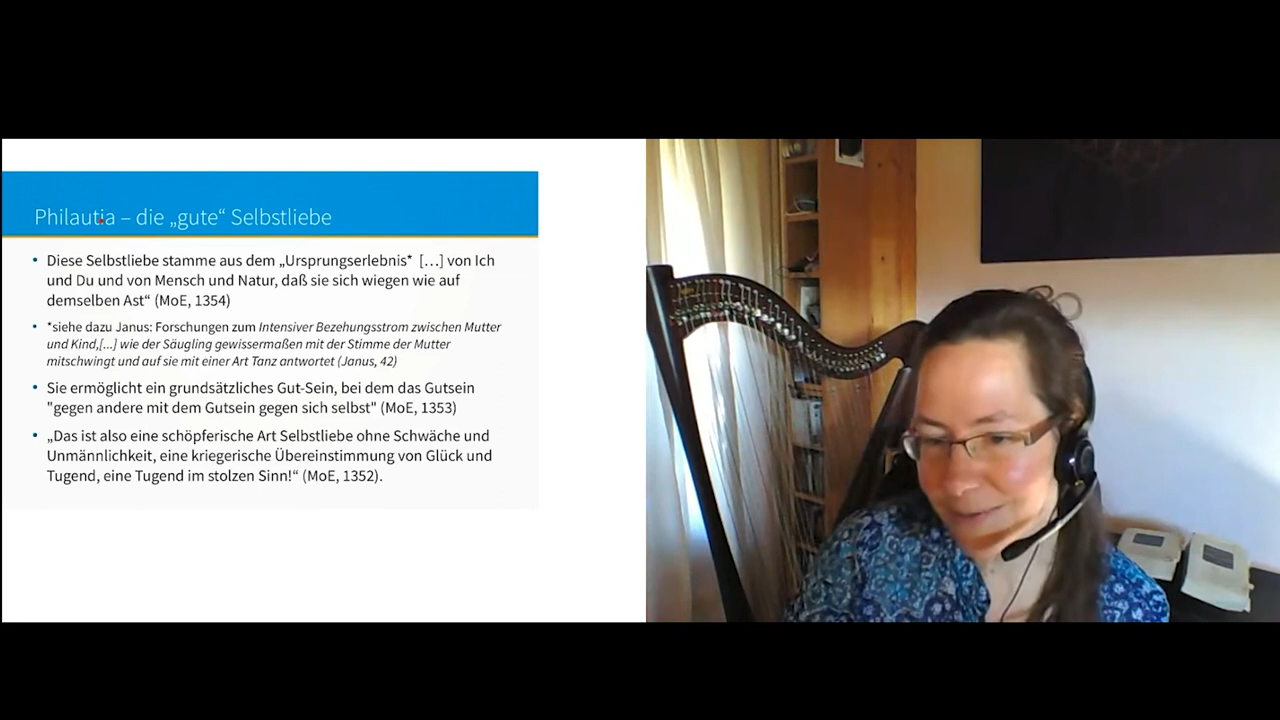 Philautia – die „gute“ Selbstliebe
• Diese Selbstliebe stamme aus dem „Ursprungserlebnis* […] von Ich
und Du und von Mensch und Natur, daß sie sich wiegen wie auf
demselben Ast“ (MoE, 1354)
• *siehe dazu Janus: Forschungen zum Intensiver Bezehungsstrom zwischen Mutter
und Kind,[...] wie der Säugling gewissermaßen mit der Stimme der Mutter
mitschwingt und auf sie mit einer Art Tanz antwortet (Janus, 42)
• Sie ermöglicht ein grundsätzliches Gut-Sein, bei dem das Gutsein
"gegen andere mit dem Gutsein gegen sich selbst" (MoE, 1353)
• „Das ist also eine schöpferische Art Selbstliebe ohne Schwäche und
Unmännlichkeit, eine kriegerische Übereinstimmung von Glück und
Tugend, eine Tugend im stolzen Sinn!“ (MoE, 1352).